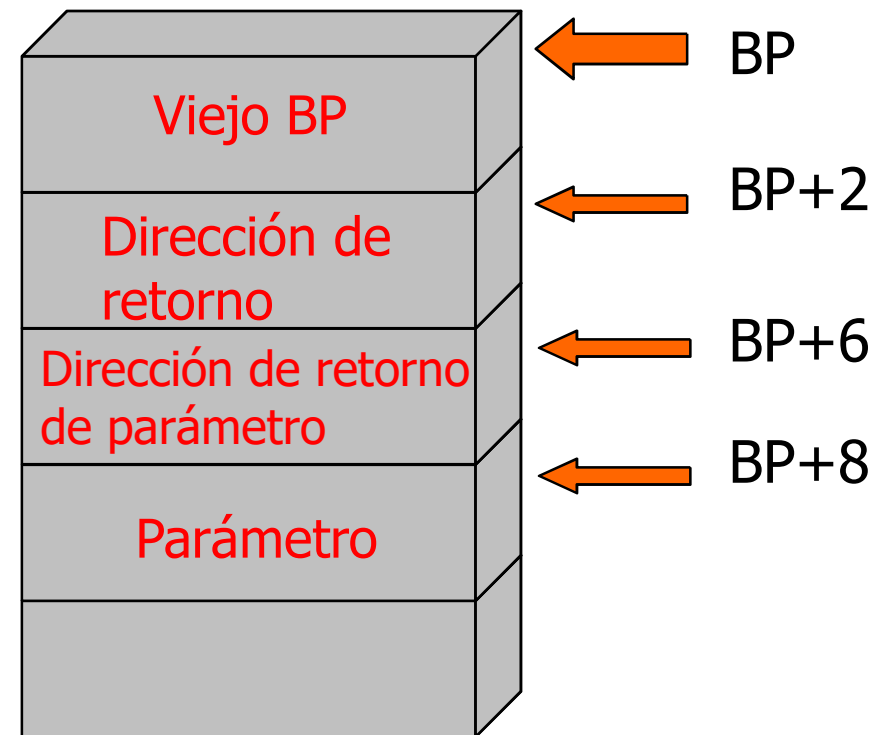 BP
Viejo BP
BP+2
Dirección de
retorno
BP+6
Dirección de retorno
de parámetro
BP+8
Parámetro